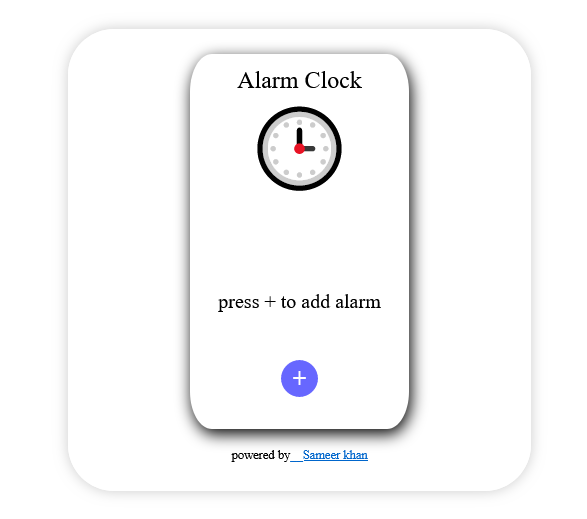 Alarm Clock
press + to add alarm
+
powered by__Sameer khan